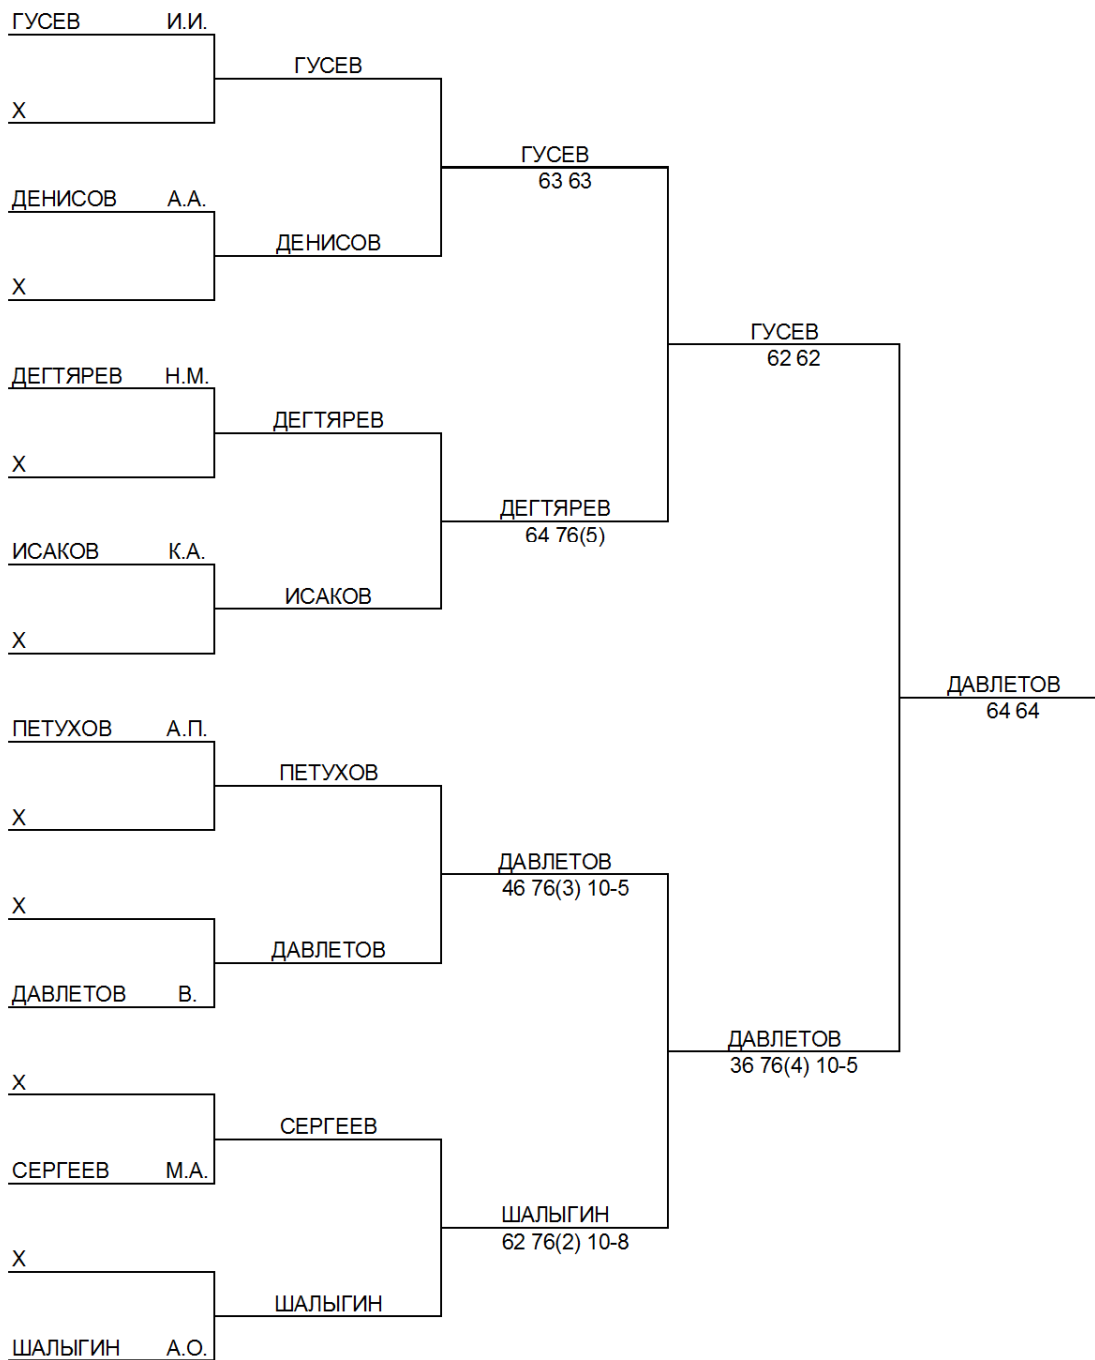 ГУСЕВ И.И.
ГУСЕВ
X
ГУСЕВ
63 63
ДЕНИСОВ А.А.
ДЕНИСОВ
X
ГУСЕВ
62 62
ДЕГТЯРЕВ Н.М.
ДЕГТЯРЕВ
X
ДЕГТЯРЕВ
64 76(5)
ИСАКОВ К.А.
ИСАКОВ
X
ДАВЛЕТОВ
64 64
ПЕТУХОВ А.П.
ПЕТУХОВ
X
ДАВЛЕТОВ
46 76(3) 10-5
X
ДАВЛЕТОВ
ДАВЛЕТОВ В.
ДАВЛЕТОВ
36 76(4) 10-5
X
СЕРГЕЕВ
СЕРГЕЕВ М.А.
ШАЛЫГИН
62 76(2) 10-8
X
ШАЛЫГИН
ШАЛЫГИН А.О.